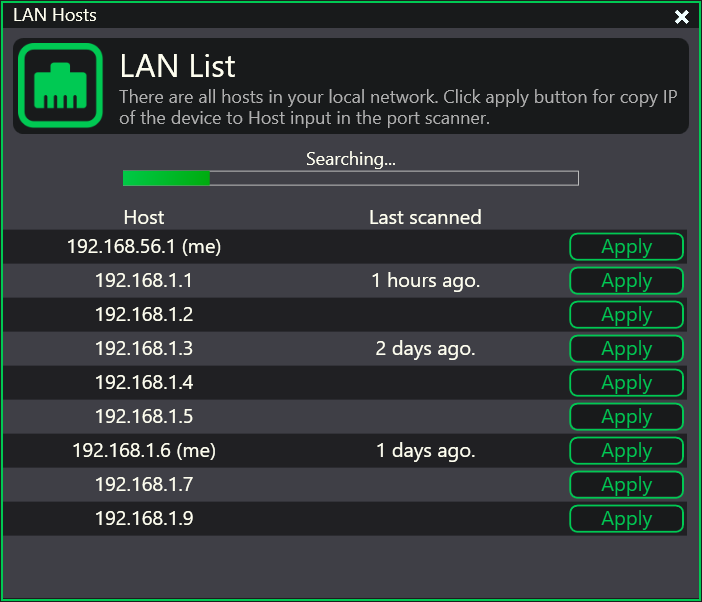 LAN Hosts
LAN List
There are all hosts in your local network. Click apply button for copy IP
of the device to Host input in the port scanner.
Searching...
Host Last scanned
192.168.56.1 (me) Apply
192.168.1.1 1 hours ago. Apply
192.168.1.2 Apply
192.168.1.3 2 days ago. Apply
192.168.1.4 Apply
192.168.1.5 Apply
192.168.1.6 (me) 1 days ago. Apply
192.168.1.7 Apply
192.168.1.9 Apply